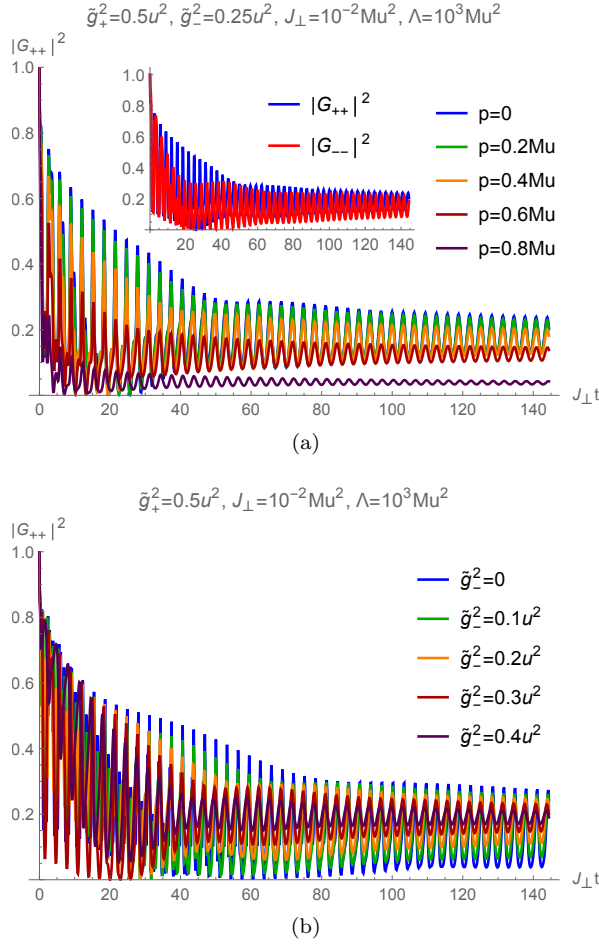 g̃₊²=0.5u², g̃₋²=0.25u², J⊥=10⁻²Mu², Λ=10³Mu²
|G₊₊|²
1.0
0.8
0.6
0.4
0.2
0 20 40 60 80 100 120 140 J⊥t
1.0
0.8
0.6
0.4
0.2
20 40 60 80 100 120 140
|G₊₊|²
|G₋₋|²
p=0
p=0.2Mu
p=0.4Mu
p=0.6Mu
p=0.8Mu
(a)
g̃₊²=0.5u², J⊥=10⁻²Mu², Λ=10³Mu²
|G₊₊|²
1.0
0.8
0.6
0.4
0.2
0 20 40 60 80 100 120 140 J⊥t
g̃₋²=0
g̃₋²=0.1u²
g̃₋²=0.2u²
g̃₋²=0.3u²
g̃₋²=0.4u²
(b)